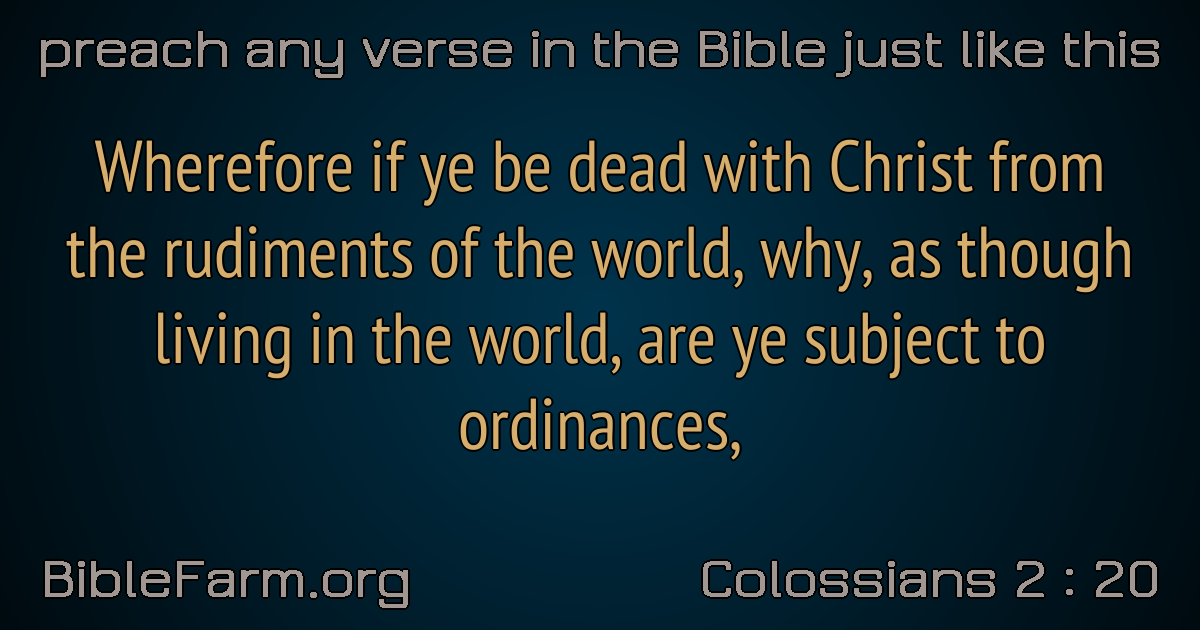 preach any verse in the Bible just like this
Wherefore if ye be dead with Christ from
the rudiments of the world, why, as though
living in the world, are ye subject to
ordinances,
BibleFarm.org
Colossians 2 : 20